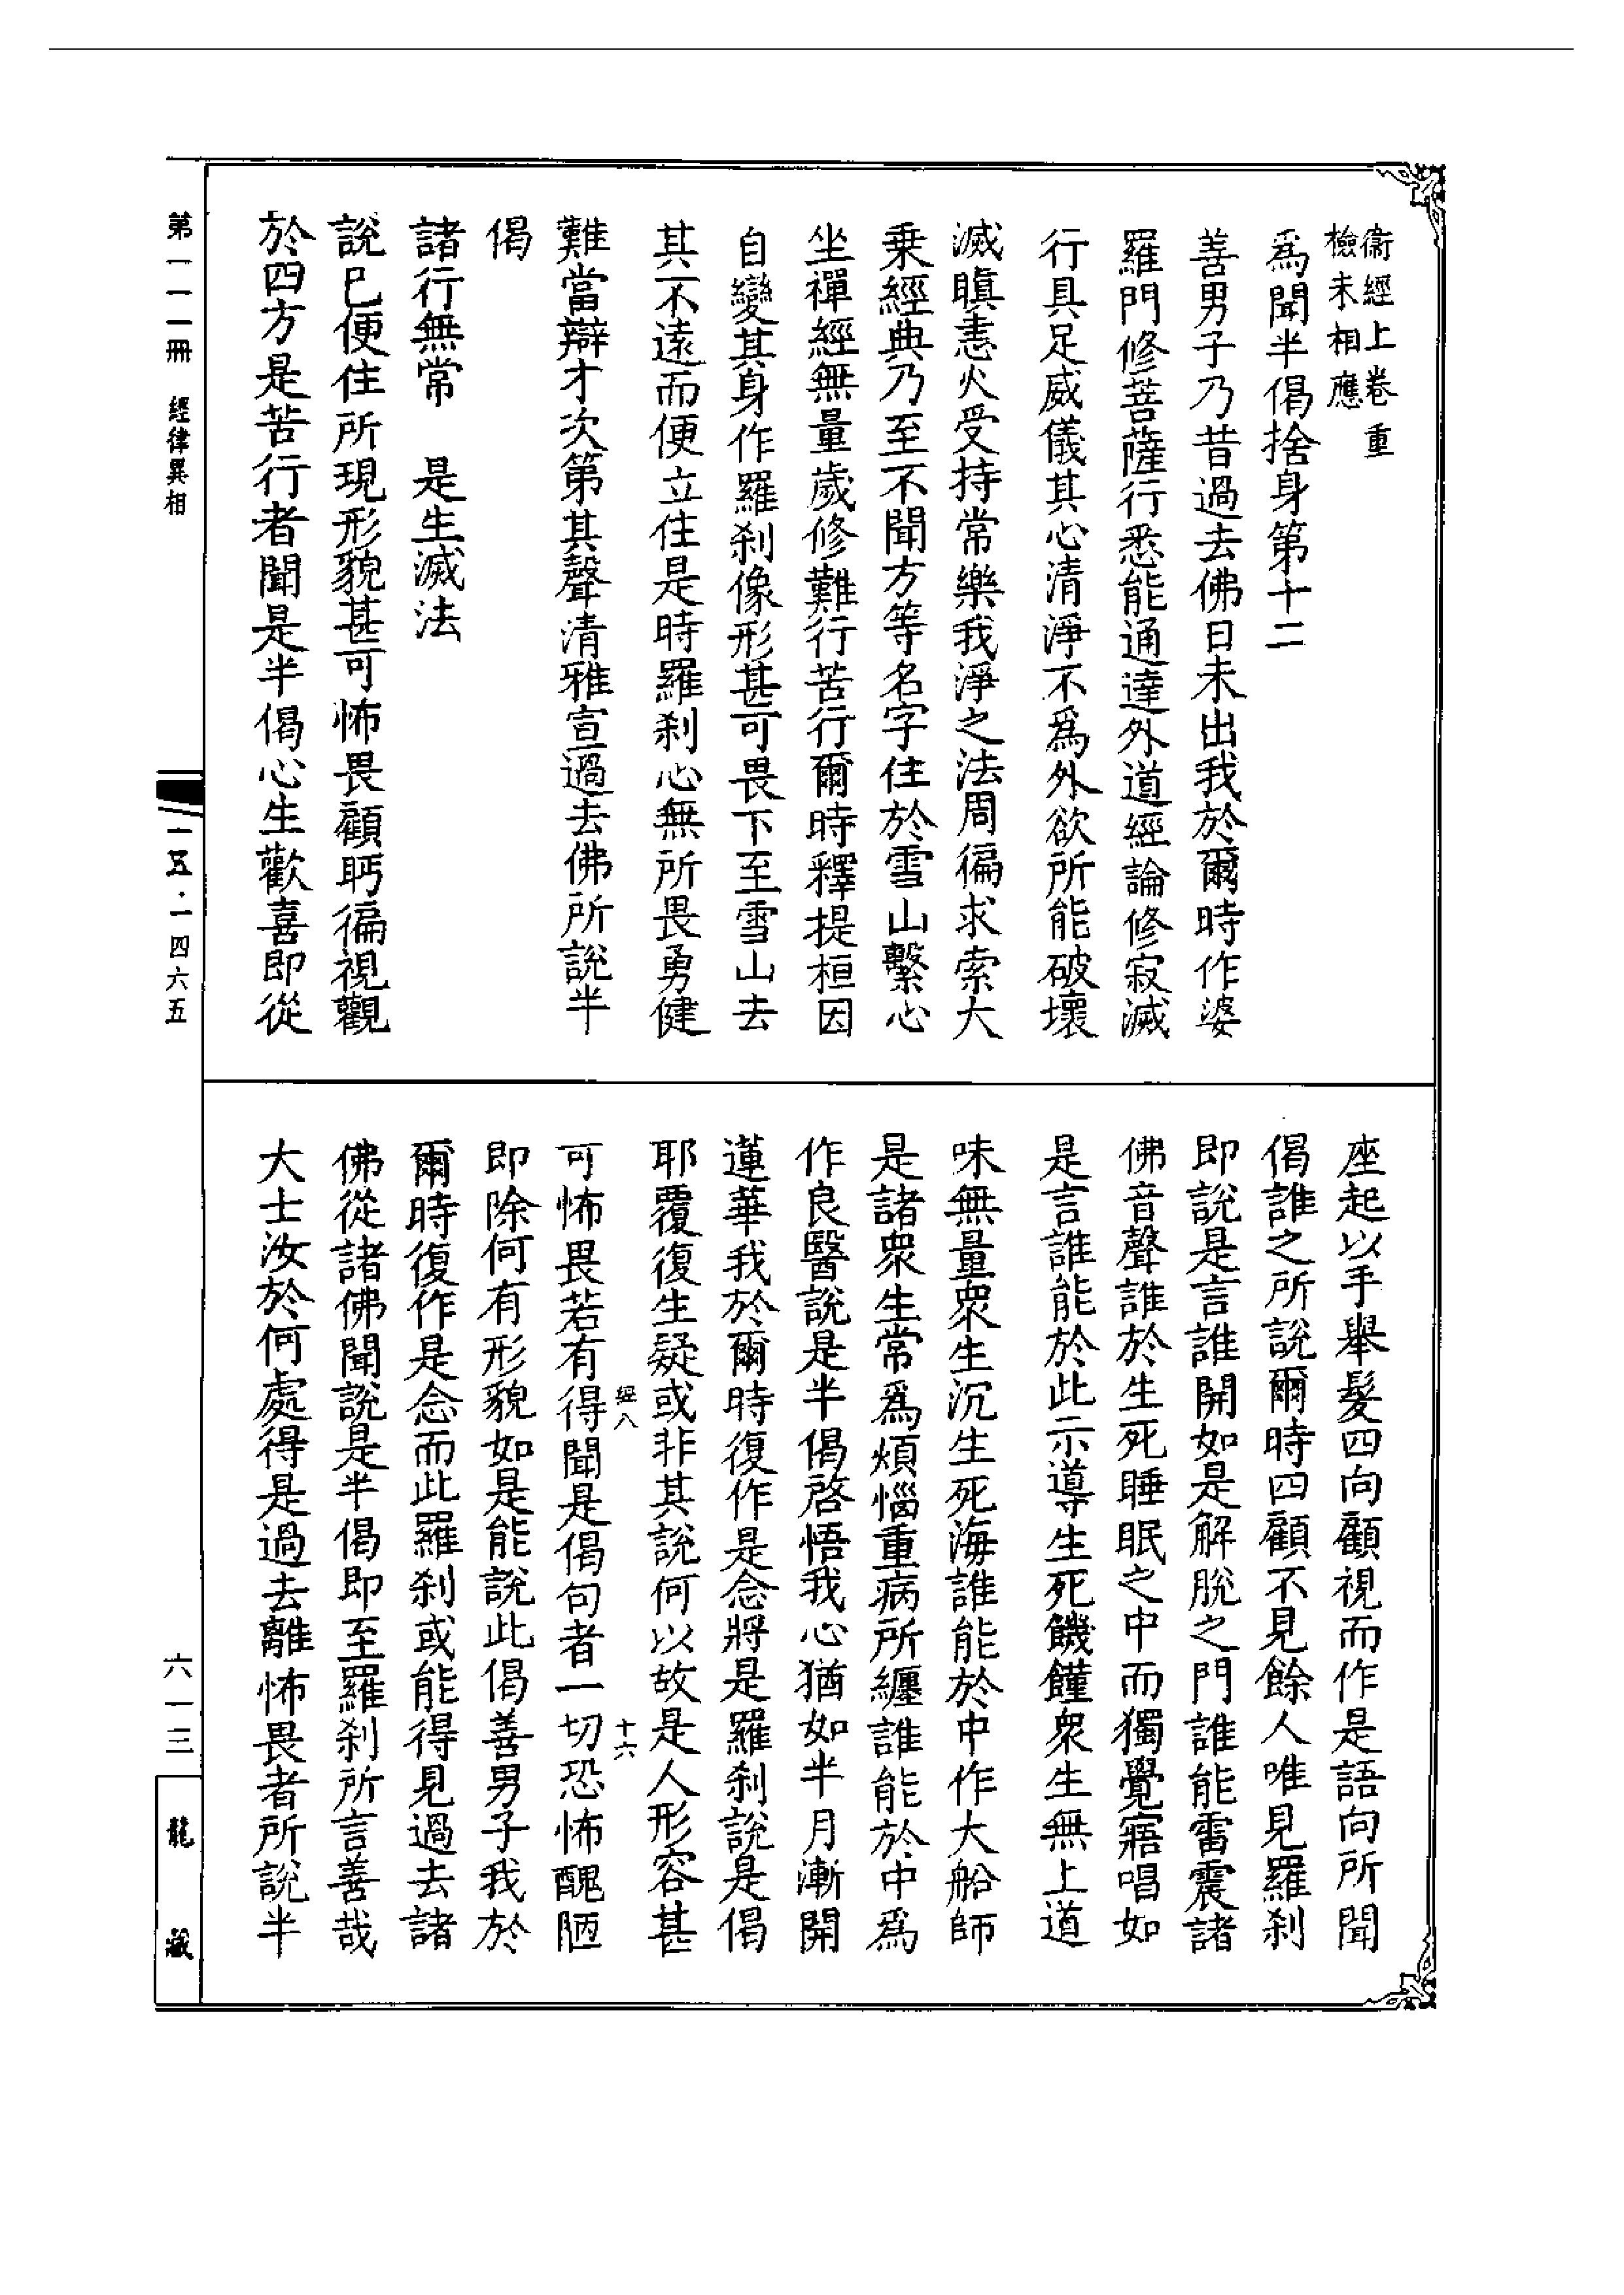 衞經上卷重
檢未相應
爲聞半偈捨身第十二
善男子乃昔過去佛日未出我於爾時作婆
羅門修菩薩行悉能通達外道經論修寂滅
行具足威儀其心清淨不爲外欲所能破壞
滅瞋恚火受持常樂我淨之法周徧求索大
乗經典乃至不聞方等名字住於雪山繫心
坐禪經無量歲修難行苦行爾時釋提桓因
自變其身作羅刹像形甚可畏下至雪山去
其不遠而便立住是時羅刹心無所畏勇健
難當辯才次第其聲清雅宣過去佛所說半
偈
諸行無常　是生滅法
說已便住所現形貌甚可怖畏顧眄徧視觀
於四方是苦行者聞是半偈心生歡喜即從
座起以手舉髮四向顧視而作是語向所聞
偈誰之所說爾時四顧不見餘人唯見羅刹
即說是言誰開如是解脫之門誰能雷震諸
佛音聲誰於生死睡眠之中而獨覺寤唱如
是言誰能於此示導生死饑饉衆生無上道
味無量衆生沉生死海誰能於中作大船師
是諸衆生常爲煩惱重病所纏誰能於中爲
作良醫說是半偈啓悟我心猶如半月漸開
蓮華我於爾時復作是念將是羅刹說是偈
耶覆復生疑或非其說何以故是人形容甚
經八　十六
可怖畏若有得聞是偈句者一切恐怖醜陋
即除何有形貌如是能說此偈善男子我於
爾時復作是念而此羅刹或能得見過去諸
佛從諸佛聞說是半偈即至羅刹所言善哉
大士汝於何處得是過去離怖畏者所說半
第一一一冊　經律異相
一五・一四六五
六一三
龍藏